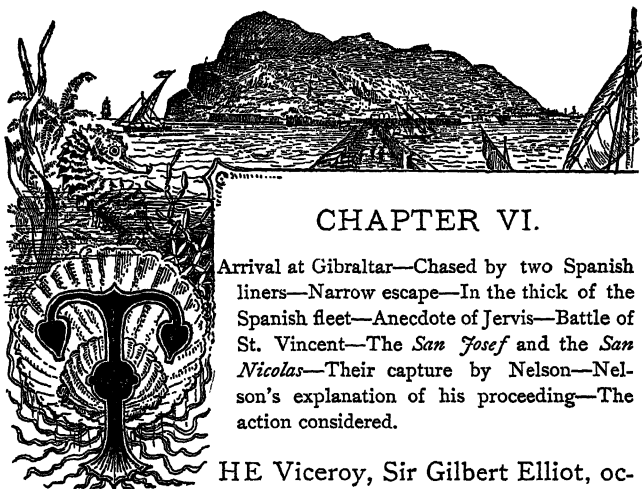 CHAPTER VI.
Arrival at Gibraltar—Chased by two Spanish
liners—Narrow escape—In the thick of the
Spanish fleet—Anecdote of Jervis—Battle of
St. Vincent—The San Josef and the San
Nicolas—Their capture by Nelson—Nel-
son's explanation of his proceeding—The
action considered.
THE Viceroy, Sir Gilbert Elliot, oc-